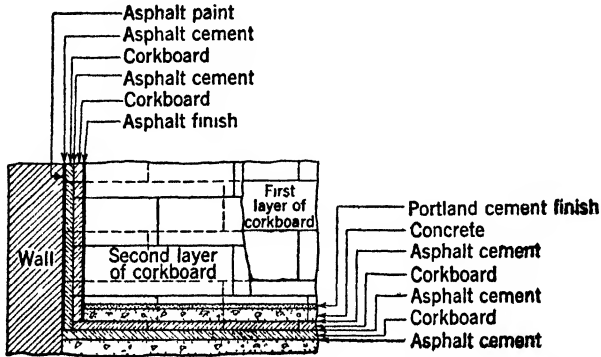 Asphalt paint
Asphalt cement
Corkboard
Asphalt cement
Corkboard
Asphalt finish
First
layer of
corkboard
Wall
Second layer
of corkboard
Portland cement finish
Concrete
Asphalt cement
Corkboard
Asphalt cement
Corkboard
Asphalt cement